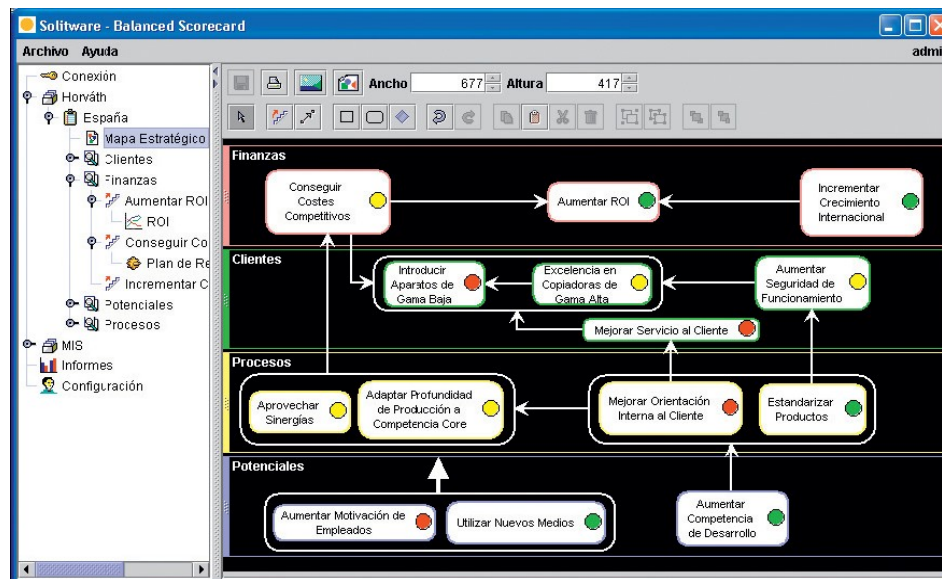 Solitware - Balanced Scorecard
Archivo Ayuda
admi
Conexión
Horváth
España
Mapa Estratégico
Clientes
Finanzas
Aumentar ROI
ROI
Conseguir Co
Plan de Re
Incrementar C
Potenciales
Procesos
MIS
Informes
Configuración
Ancho 677 Altura 417
Finanzas
Conseguir
Costes
Competitivos
Aumentar ROI
Incrementar
Crecimiento
Internacional
Clientes
Introducir
Aparatos de
Gama Baja
Excelencia en
Copiadoras de
Gama Alta
Aumentar
Seguridad de
Funcionamiento
Mejorar Servicio al Cliente
Procesos
Aprovechar
Sinergías
Adaptar Profundidad
de Producción a
Competencia Core
Mejorar Orientación
Interna al Cliente
Estandarizar
Productos
Potenciales
Aumentar Motivación de
Empleados
Utilizar Nuevos Medios
Aumentar
Competencia
de Desarrollo